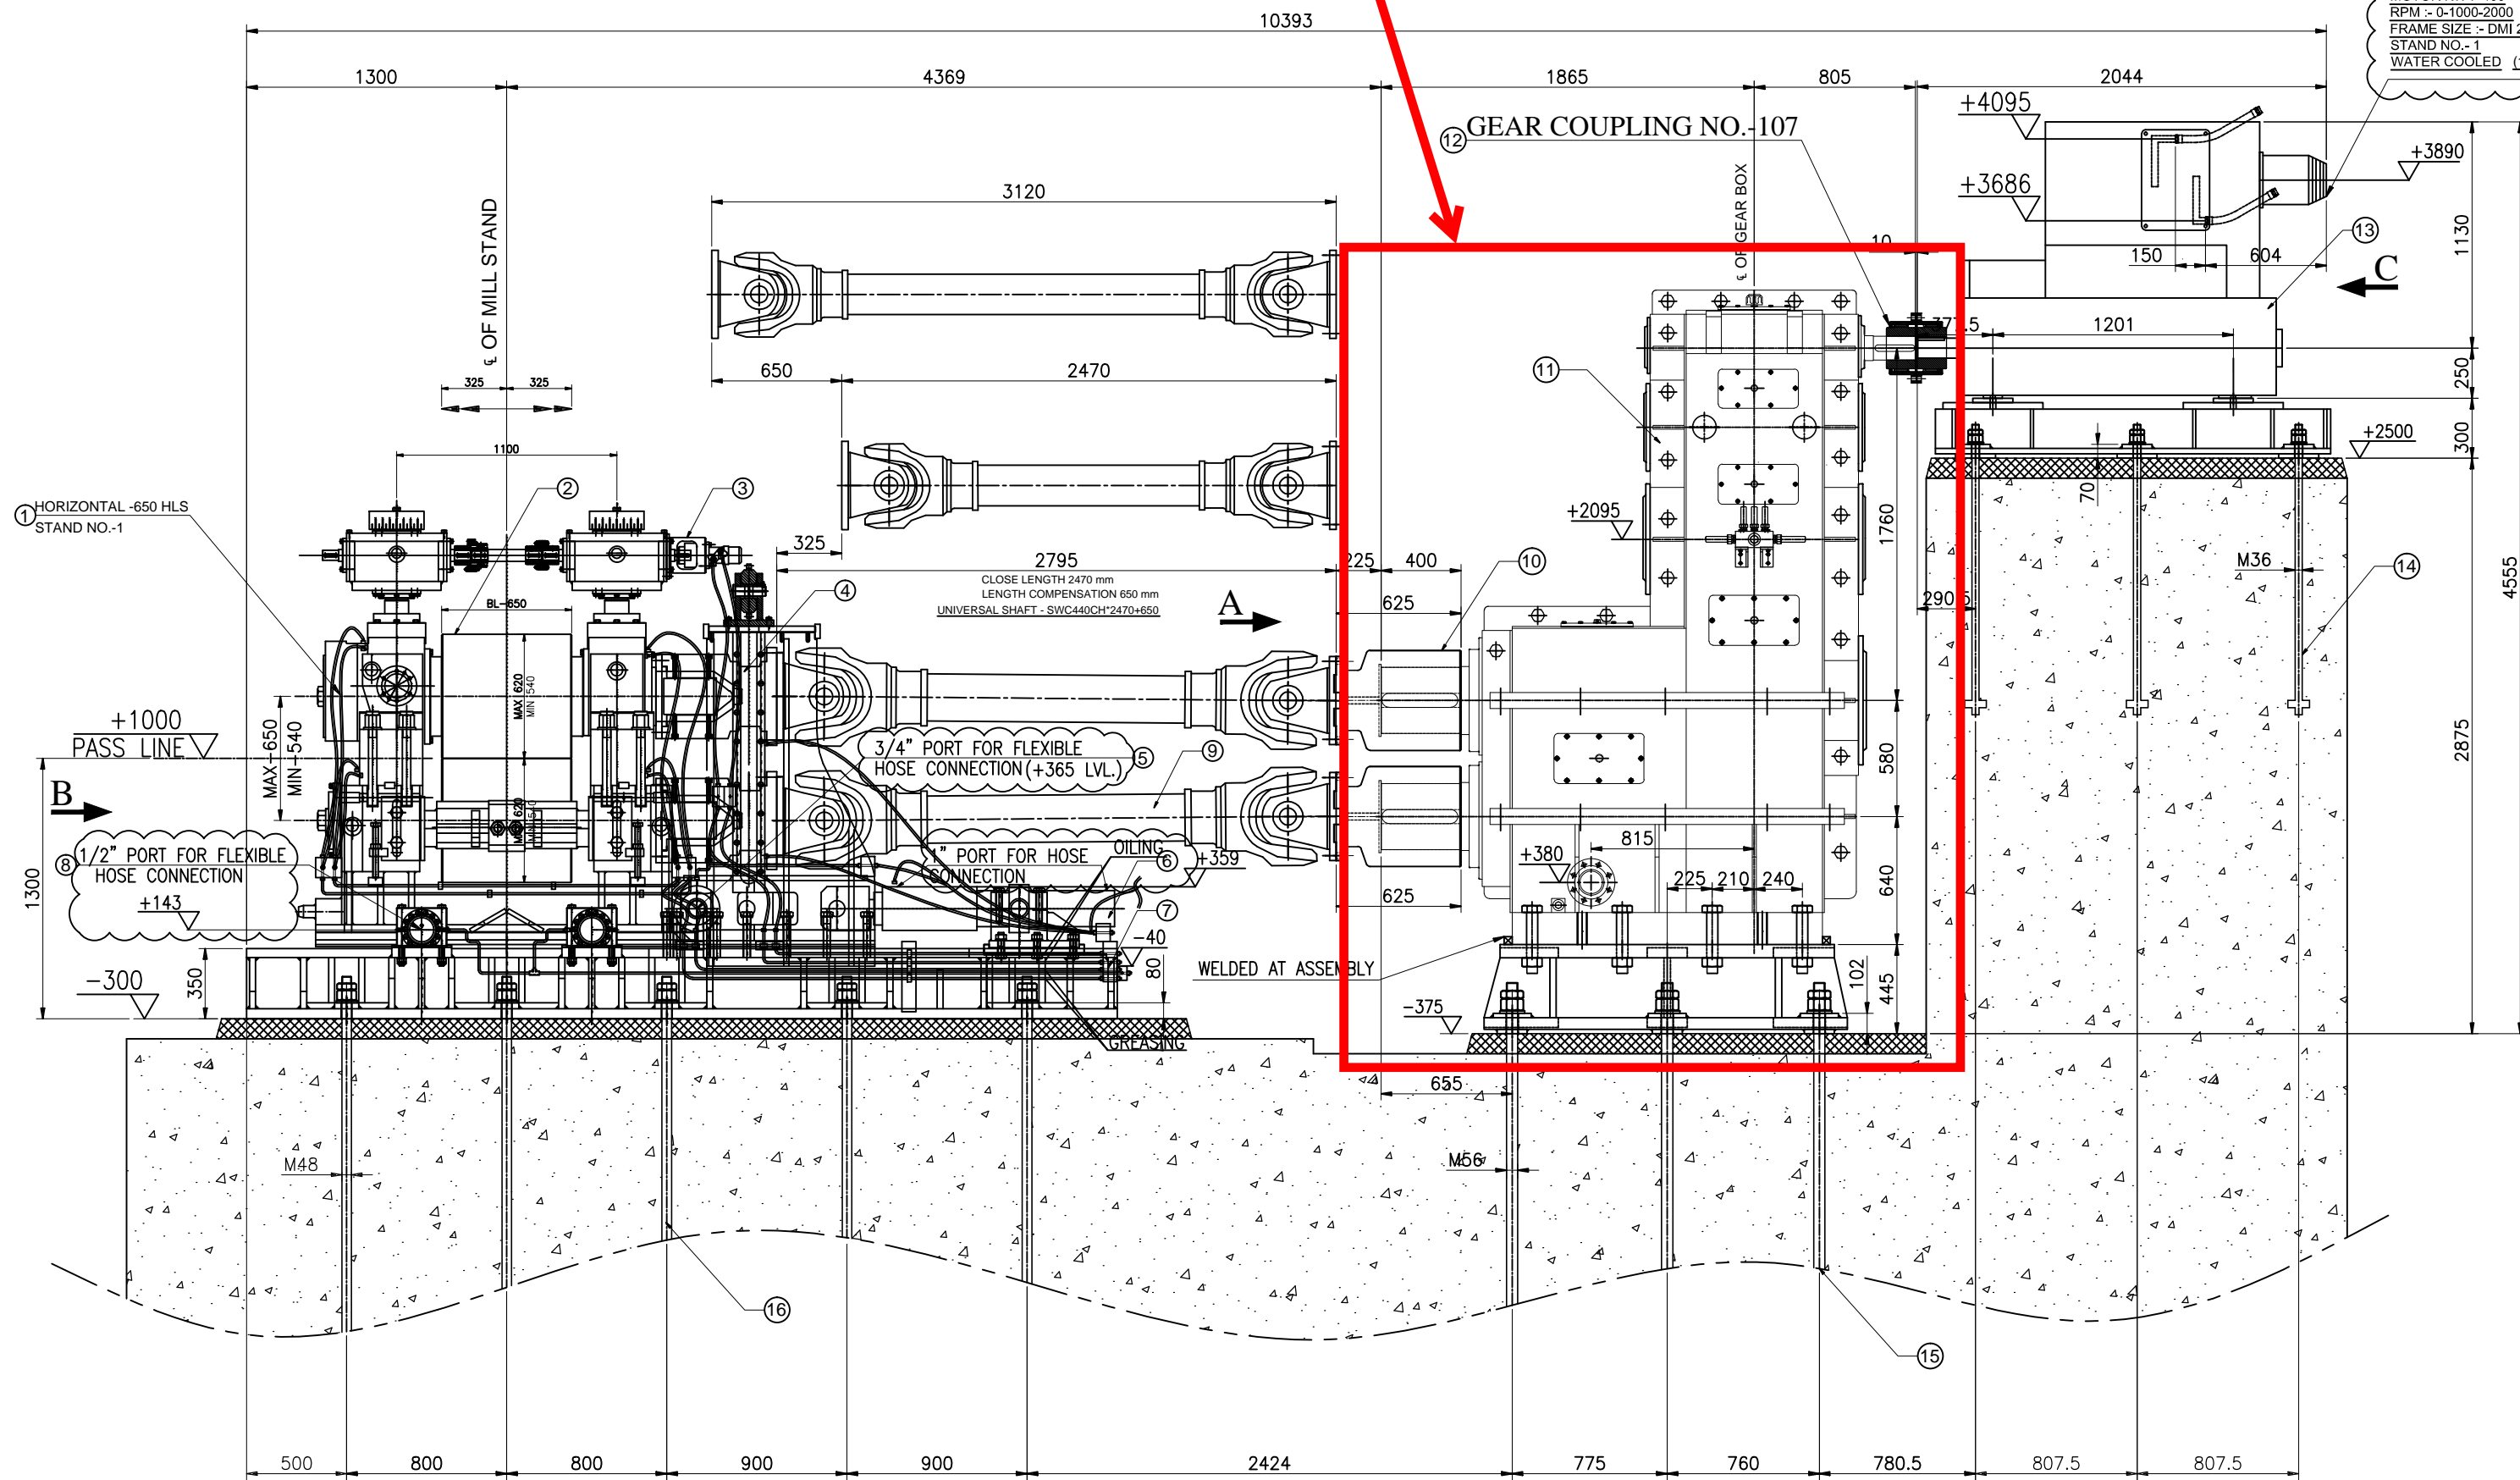 10393
RPM :- 0-1000-2000
FRAME SIZE :- DMI
STAND NO.- 1
WATER COOLED
1300
4369
1865
805
2044
+4095
12 GEAR COUPLING NO.-107
+3890
3120
+3686
℄ OF MILL STAND
℄ OF GEAR BOX
13
10
150
604
1130
C
377.5
1201
650
2470
11
250
325
325
1100
300
+2500
2
3
1 HORIZONTAL -650 HLS
STAND NO.-1
70
+2095
1760
325
2795
225
400
10
M36
14
CLOSE LENGTH 2470 mm
LENGTH COMPENSATION 650 mm
UNIVERSAL SHAFT - SWC440CH*2470+650
4
A
625
290.5
4555
BL-650
MAX 620
MIN 540
+1000
PASS LINE
MAX-650
MIN-540
3/4" PORT FOR FLEXIBLE
HOSE CONNECTION (+365 LVL.)
5
9
580
2875
B
8 1/2" PORT FOR FLEXIBLE
HOSE CONNECTION
+143
1" PORT FOR HOSE
CONNECTION
OILING
6
+359
815
+380
225
210
240
640
1300
625
7
-40
80
WELDED AT ASSEMBLY
102
445
-300
350
-375
GREASING
655
M48
M56
16
15
500
800
800
900
900
2424
775
760
780.5
807.5
807.5